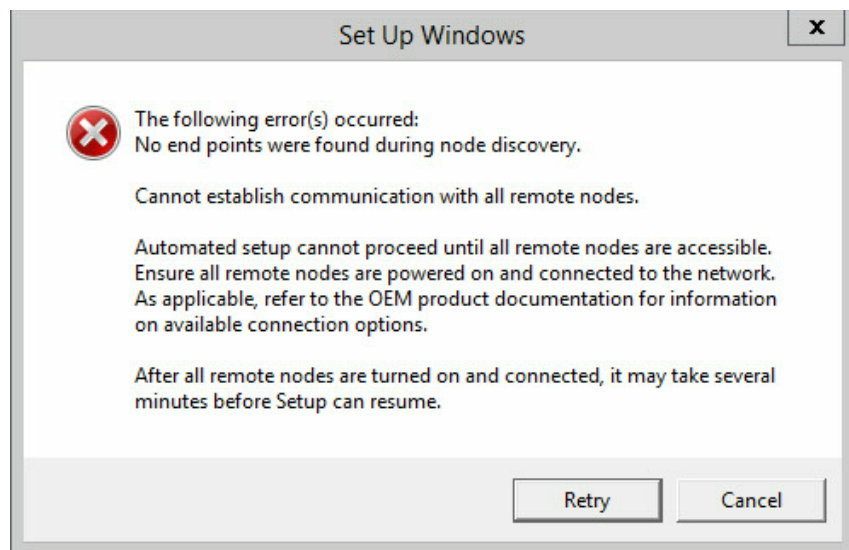 Set Up Windows
x
The following error(s) occurred:
No end points were found during node discovery.
Cannot establish communication with all remote nodes.
Automated setup cannot proceed until all remote nodes are accessible.
Ensure all remote nodes are powered on and connected to the network.
As applicable, refer to the OEM product documentation for information
on available connection options.
After all remote nodes are turned on and connected, it may take several
minutes before Setup can resume.
Retry
Cancel